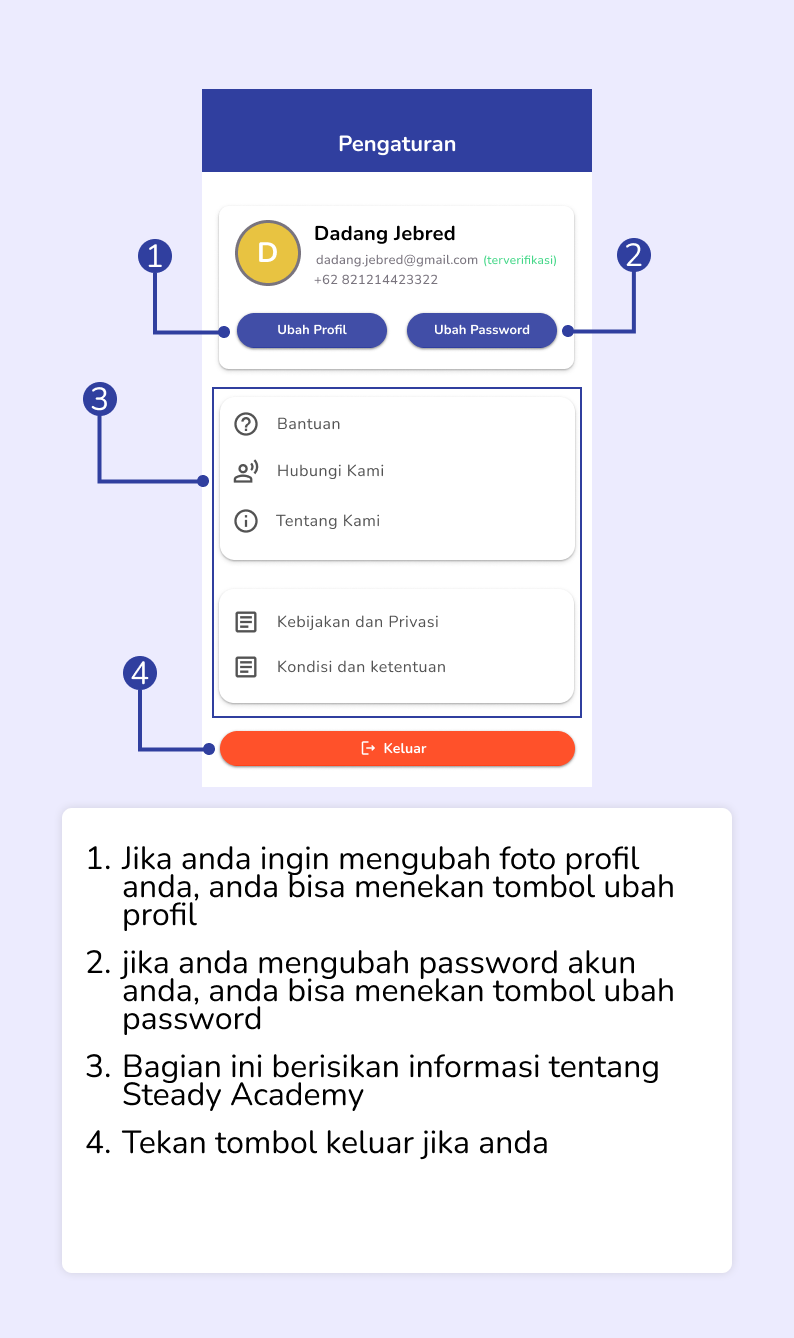 Pengaturan
D
Dadang Jebred
dadang.jebred@gmail.com (terverifikasi)
+62 821214423322
1
2
Ubah Profil
Ubah Password
3
Bantuan
Hubungi Kami
Tentang Kami
Kebijakan dan Privasi
Kondisi dan ketentuan
4
Keluar
1. Jika anda ingin mengubah foto profil
anda, anda bisa menekan tombol ubah
profil
2. jika anda mengubah password akun
anda, anda bisa menekan tombol ubah
password
3. Bagian ini berisikan informasi tentang
Steady Academy
4. Tekan tombol keluar jika anda